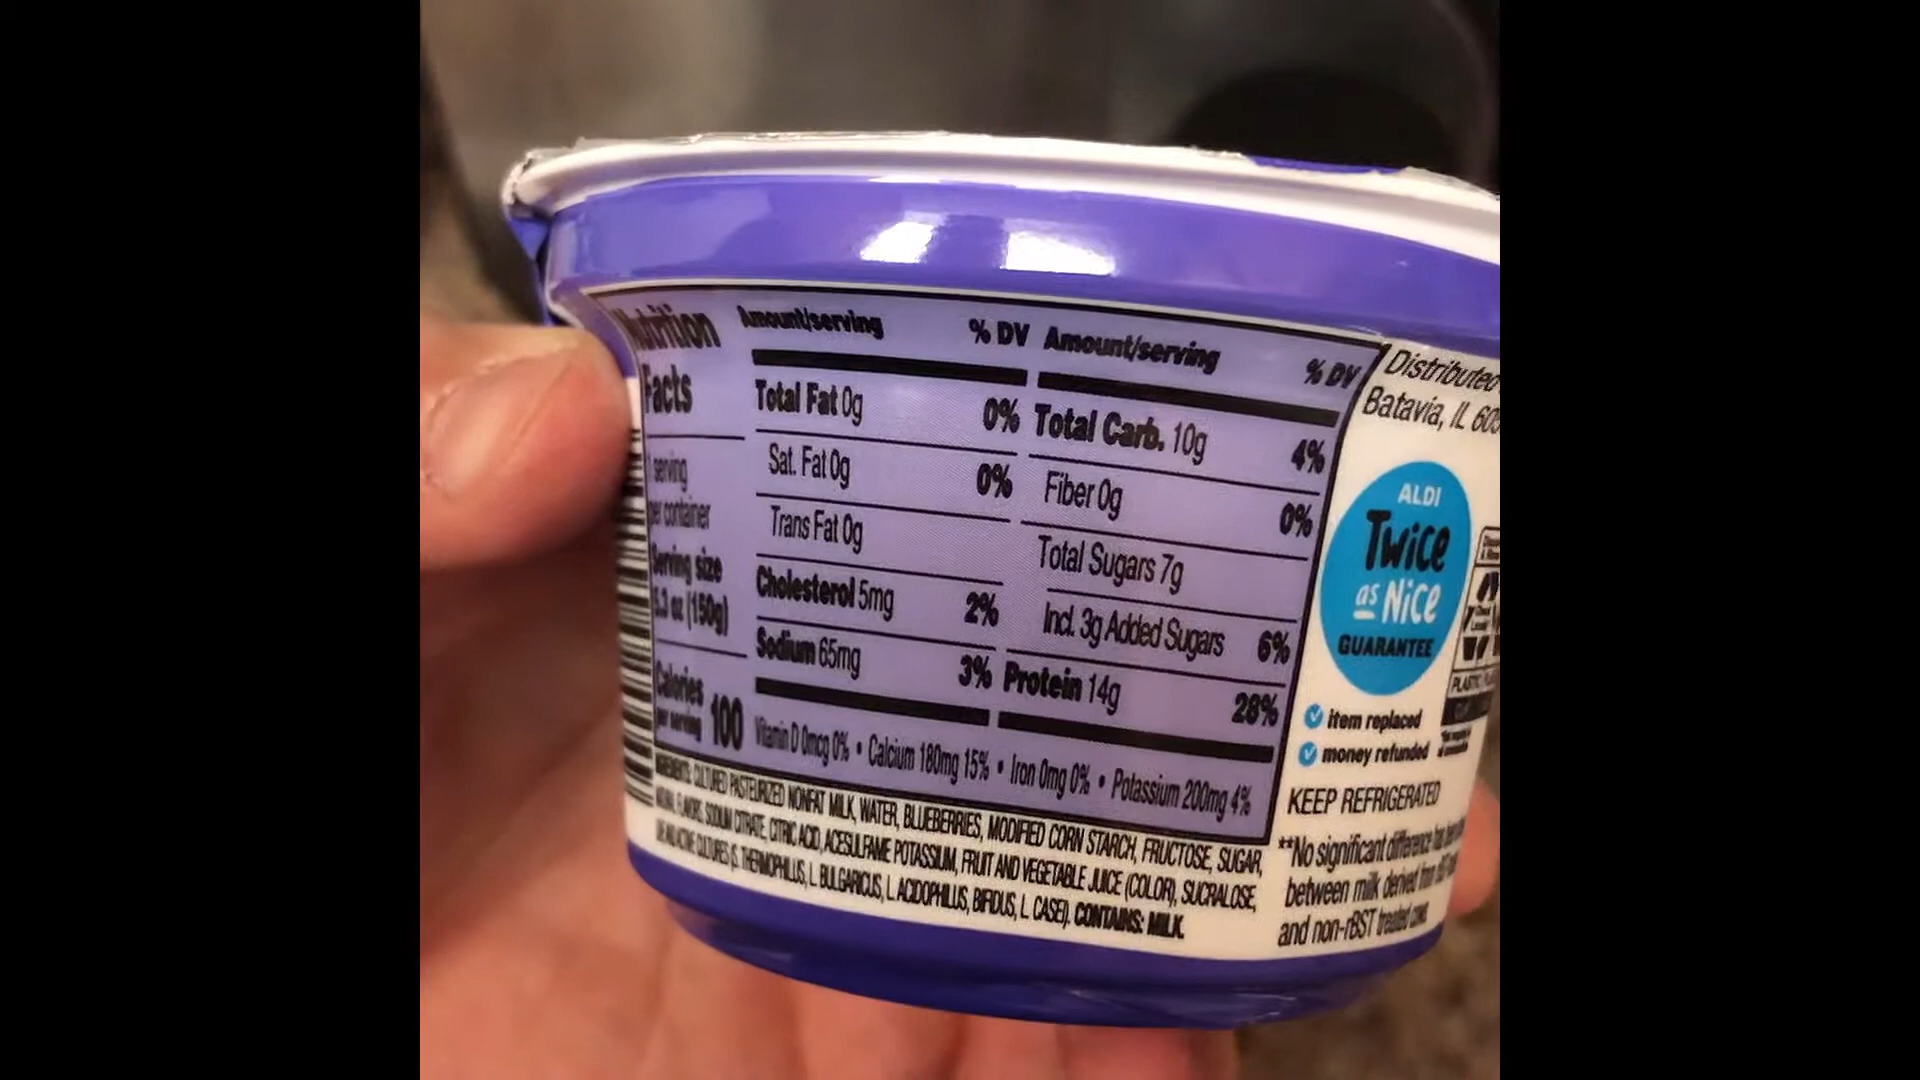 Nutrition
Facts
1 serving
per container
Serving size
5.3 oz (150g)
Calories
per serving 100
Amount/serving % DV
Total Fat 0g 0%
Sat. Fat 0g 0%
Trans Fat 0g
Cholesterol 5mg 2%
Sodium 65mg 3%
Amount/serving % DV
Total Carb. 10g 4%
Fiber 0g 0%
Total Sugars 7g
Incl. 3g Added Sugars 6%
Protein 14g 28%
Vitamin D 0mcg 0% • Calcium 180mg 15% • Iron 0mg 0% • Potassium 200mg 4%
INGREDIENTS: CULTURED PASTEURIZED NONFAT MILK, WATER, BLUEBERRIES, MODIFIED CORN STARCH, FRUCTOSE, SUGAR,
NATURAL FLAVORS, SODIUM CITRATE, CITRIC ACID, ACESULFAME POTASSIUM, FRUIT AND VEGETABLE JUICE (COLOR), SUCRALOSE,
LIVE AND ACTIVE CULTURES (S. THERMOPHILUS, L. BULGARICUS, L. ACIDOPHILUS, BIFIDUS, L. CASEI). CONTAINS: MILK.
Distributed
Batavia, IL 605
ALDI
Twice
as Nice
GUARANTEE
item replaced
money refunded
KEEP REFRIGERATED
**No significant difference has been
between milk derived from
and non-rBST treated cows.
PLASTIC